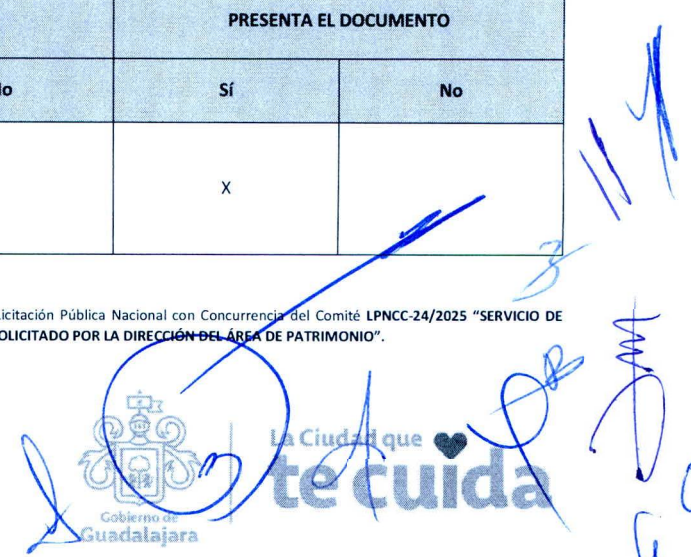 PRESENTA EL DOCUMENTO
lo Sí No
X
icitación Pública Nacional con Concurrencia del Comité LPNCC-24/2025 “SERVICIO DE
OLICITADO POR LA DIRECCIÓN DEL ÁREA DE PATRIMONIO”.
La Ciudad que
te cuida
Gobierno de
Guadalajara